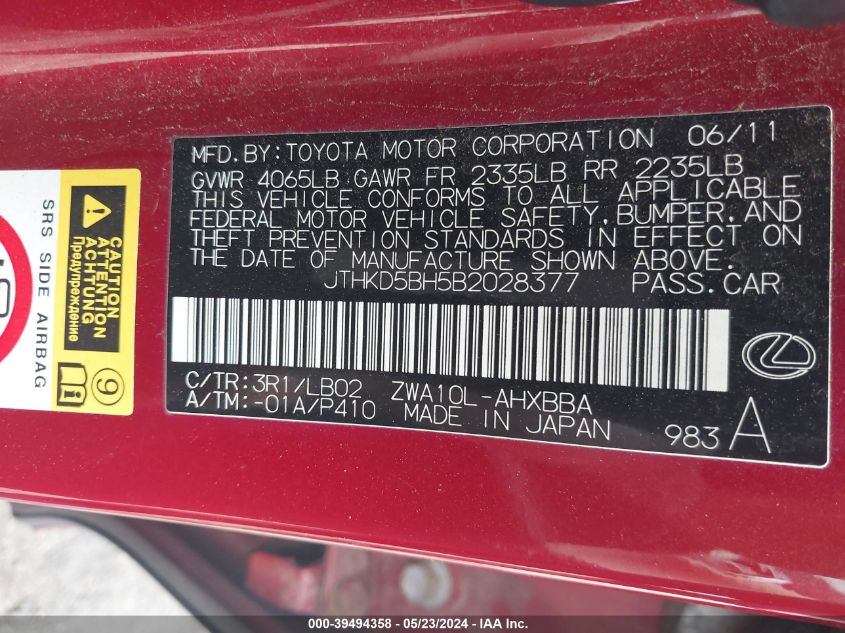 MFD.BY:TOYOTA MOTOR CORPORATION 06/11
GVWR 4065LB GAWR FR 2335LB RR 2235LB
THIS VEHICLE CONFORMS TO ALL APPLICABLE
FEDERAL MOTOR VEHICLE SAFETY,BUMPER,AND
THEFT PREVENTION STANDARDS IN EFFECT ON
THE DATE OF MANUFACTURE SHOWN ABOVE.
JTHKD5BH5B2028377 PASS.CAR
C/TR:3R1/LB02 ZWA10L-AHXBBA
A/TM:-01A/P410 MADE IN JAPAN
983 A
SRS SIDE AIRBAG
CAUTION
ATTENTION
ACHTUNG
Предупреждение
9
000-39494358 - 05/23/2024 - IAA Inc.